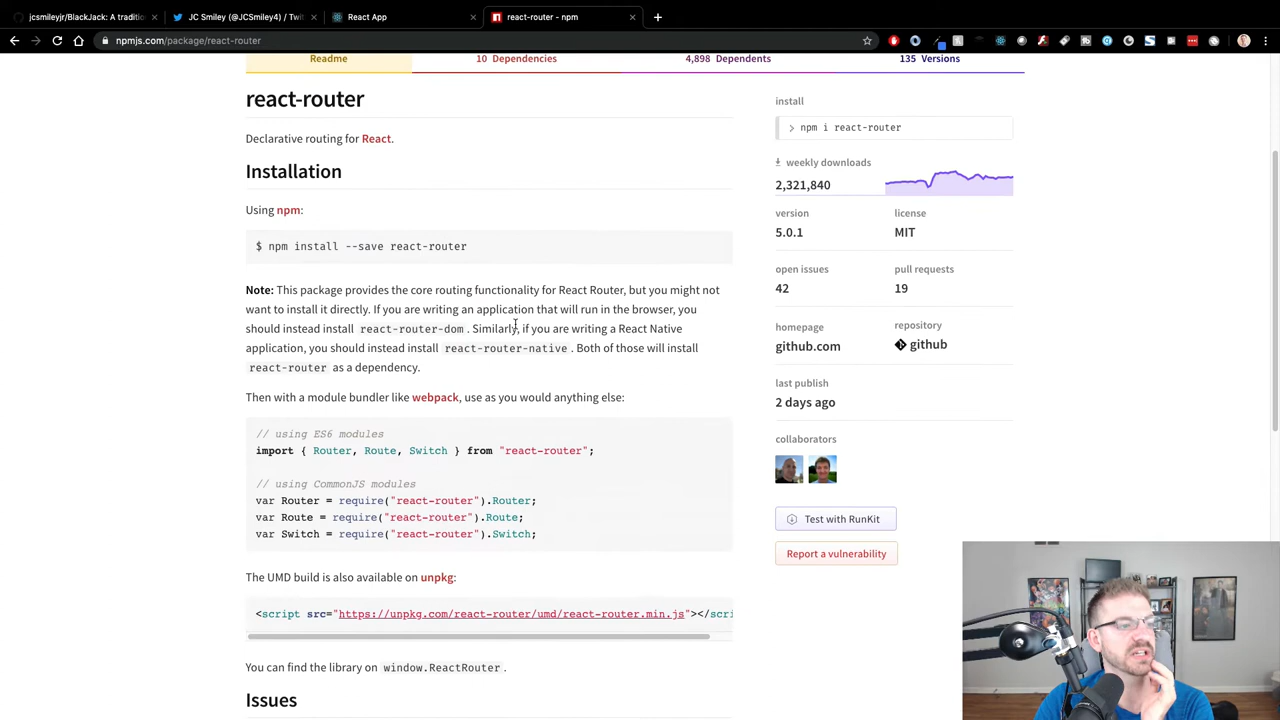 jcsmileyjr/BlackJack: A traditi
JC Smiley (@JCSmiley4) / Twit
React App
react-router - npm
npmjs.com/package/react-router
Readme
10 Dependencies
4,898 Dependents
135 Versions
react-router
Declarative routing for React.
Installation
Using npm:
$ npm install --save react-router
Note: This package provides the core routing functionality for React Router, but you might not
want to install it directly. If you are writing an application that will run in the browser, you
should instead install react-router-dom . Similarly, if you are writing a React Native
application, you should instead install react-router-native . Both of those will install
react-router as a dependency.
Then with a module bundler like webpack, use as you would anything else:
// using ES6 modules
import { Router, Route, Switch } from "react-router";
// using CommonJS modules
var Router = require("react-router").Router;
var Route = require("react-router").Route;
var Switch = require("react-router").Switch;
The UMD build is also available on unpkg:
<script src="https://unpkg.com/react-router/umd/react-router.min.js"></scri
You can find the library on window.ReactRouter .
Issues
install
> npm i react-router
weekly downloads
2,321,840
version
license
5.0.1
MIT
open issues
pull requests
42
19
homepage
repository
github.com
github
last publish
2 days ago
collaborators
Test with RunKit
Report a vulnerability